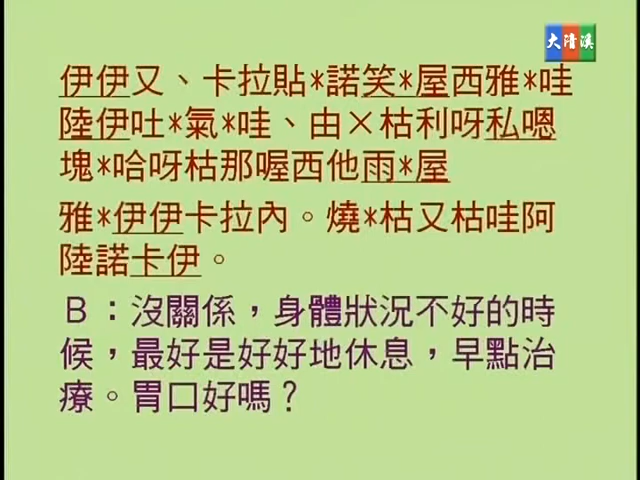 大清溪
伊伊又、卡拉貼*諾笑*屋西雅*哇
陸伊吐*氣*哇、由×枯利呀私嗯
塊*哈呀枯那喔西他雨*屋
雅*伊伊卡拉內。燒*枯又枯哇阿
陸諾卡伊。
B：沒關係，身體狀況不好的時
候，最好是好好地休息，早點治
療。胃口好嗎？